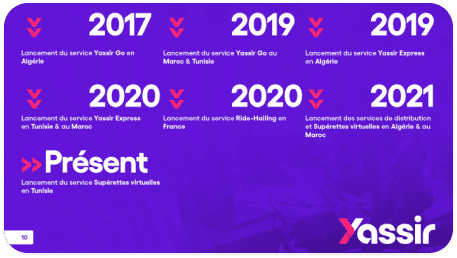 2017
Lancement du service Yassir Go en
Algérie
2019
Lancement du service Yassir Go au
Maroc & Tunisie
2019
Lancement du service Yassir Express
en Algérie
2020
Lancement du service Yassir Express
en Tunisie & au Maroc
2020
Lancement du service Ride-Hailing en
France
2021
Lancement des services de distribution
et Supérettes virtuelles en Algérie & au
Maroc
Présent
Lancement du service Supérettes virtuelles
en Tunisie
10
Yassir